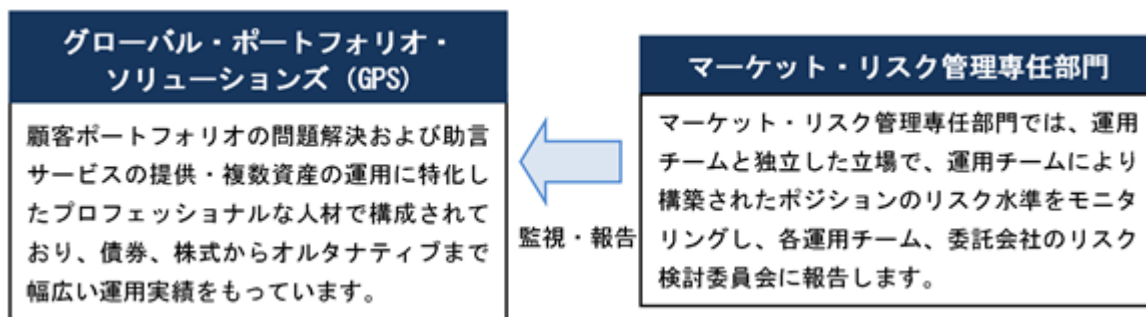 グローバル・ポートフォリオ・
ソリューションズ（GPS）
顧客ポートフォリオの問題解決および助言
サービスの提供・複数資産の運用に特化し
たプロフェッショナルな人材で構成されて
おり、債券、株式からオルタナティブまで
幅広い運用実績をもっています。
監視・報告
マーケット・リスク管理専任部門
マーケット・リスク管理専任部門では、運用
チームと独立した立場で、運用チームにより
構築されたポジションのリスク水準をモニタ
リングし、各運用チーム、委託会社のリスク
検討委員会に報告します。